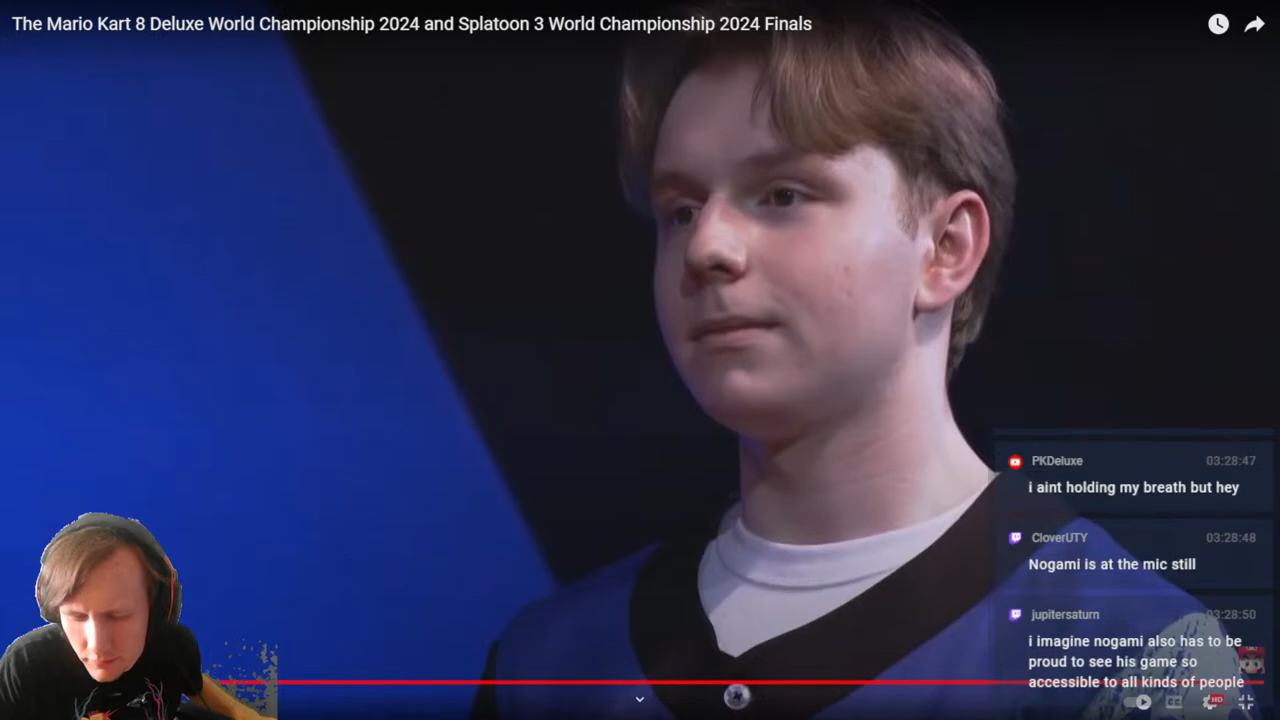 The Mario Kart 8 Deluxe World Championship 2024 and Splatoon 3 World Championship 2024 Finals
PKDeluxe 03:28:47
i aint holding my breath but hey
CloverUTY 03:28:48
Nogami is at the mic still
jupitersaturn 03:28:50
i imagine nogami also has to be
proud to see his game so
accessible to all kinds of people
HD